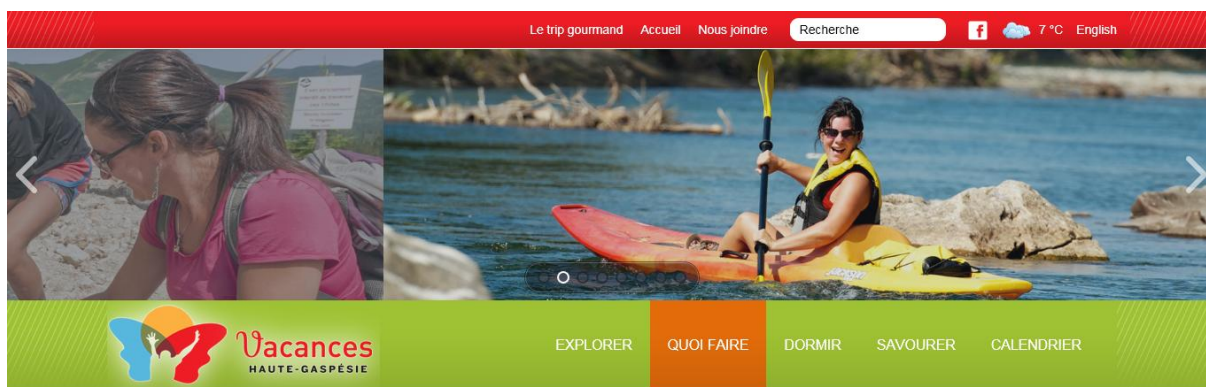 Le trip gourmand Accueil Nous joindre Recherche f 7 °C English
Vacances
HAUTE-GASPÉSIE
EXPLORER QUOI FAIRE DORMIR SAVOURER CALENDRIER